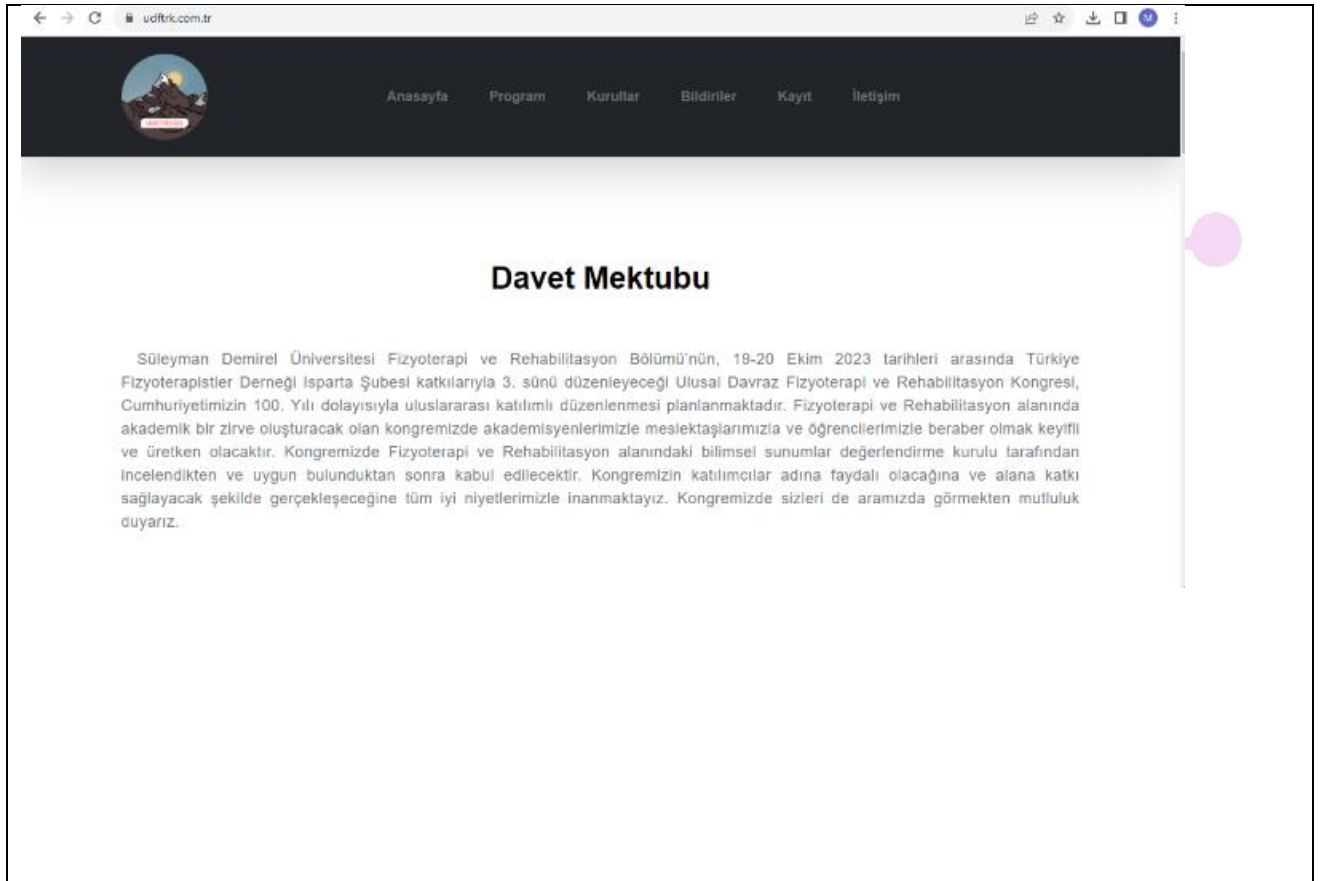 udftrk.com.tr
M
Anasayfa Program Kurullar Bildiriler Kayıt İletişim
Davet Mektubu
Süleyman Demirel Üniversitesi Fizyoterapi ve Rehabilitasyon Bölümü'nün, 19-20 Ekim 2023 tarihleri arasında Türkiye
Fizyoterapistler Derneği Isparta Şubesi katkılarıyla 3. sünü düzenleyeceği Ulusal Davraz Fizyoterapi ve Rehabilitasyon Kongresi,
Cumhuriyetimizin 100. Yılı dolayısıyla uluslararası katılımlı düzenlenmesi planlanmaktadır. Fizyoterapi ve Rehabilitasyon alanında
akademik bir zirve oluşturacak olan kongremizde akademisyenlerimizle meslektaşlarımızla ve öğrencilerimizle beraber olmak keyifli
ve üretken olacaktır. Kongremizde Fizyoterapi ve Rehabilitasyon alanındaki bilimsel sunumlar değerlendirme kurulu tarafından
incelendikten ve uygun bulunduktan sonra kabul edilecektir. Kongremizin katılımcılar adına faydalı olacağına ve alana katkı
sağlayacak şekilde gerçekleşeceğine tüm iyi niyetlerimizle inanmaktayız. Kongremizde sizleri de aramızda görmekten mutluluk
duyarız.